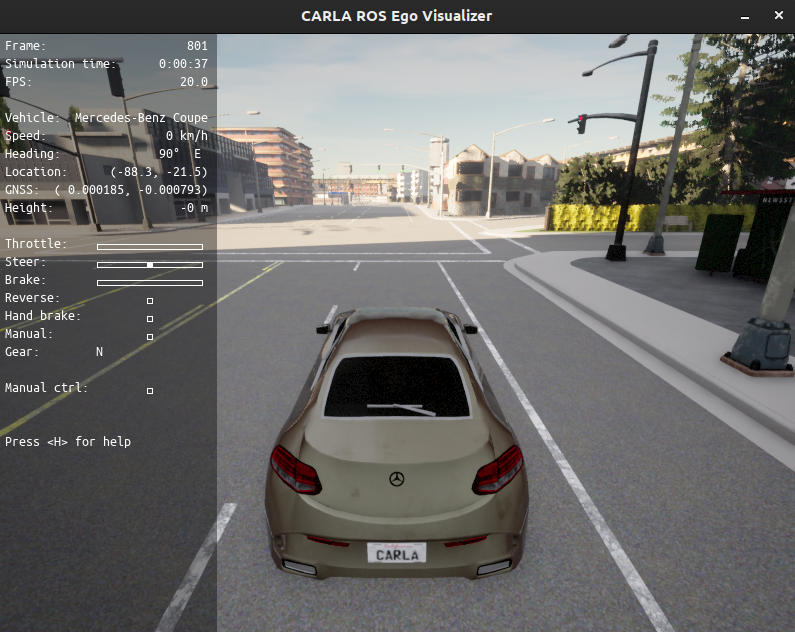 CARLA ROS Ego Visualizer
Frame: 801
Simulation time: 0:00:37
FPS: 20.0
Vehicle: Mercedes-Benz Coupe
Speed: 0 km/h
Heading: 90° E
Location: (-88.3, -21.5)
GNSS: ( 0.000185, -0.000793)
Height: -0 m
Throttle:
Steer:
Brake:
Reverse:
Hand brake:
Manual:
Gear: N
Manual ctrl:
Press <H> for help
NEWSST
CARLA